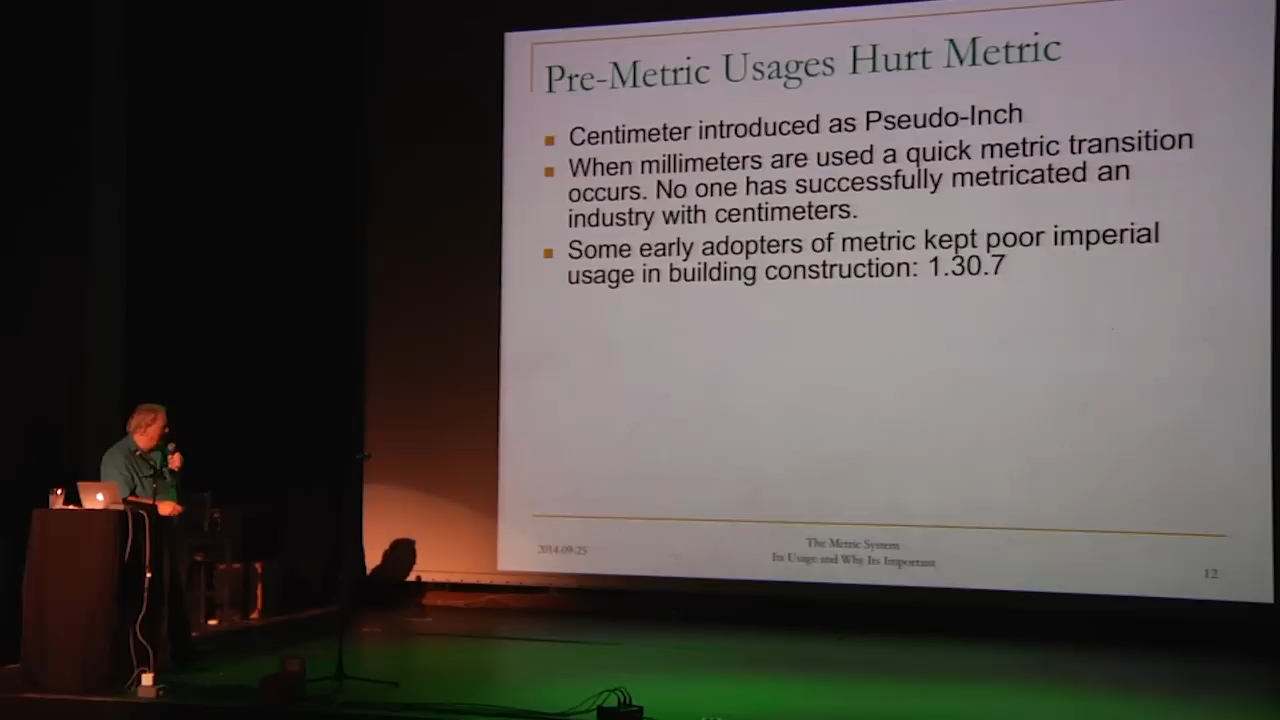 Pre-Metric Usages Hurt Metric
Centimeter introduced as Pseudo-Inch
When millimeters are used a quick metric transition
occurs. No one has successfully metricated an
industry with centimeters.
Some early adopters of metric kept poor imperial
usage in building construction: 1.30.7
2014-09-25
The Metric System
Its Usage and Why Its Important
12